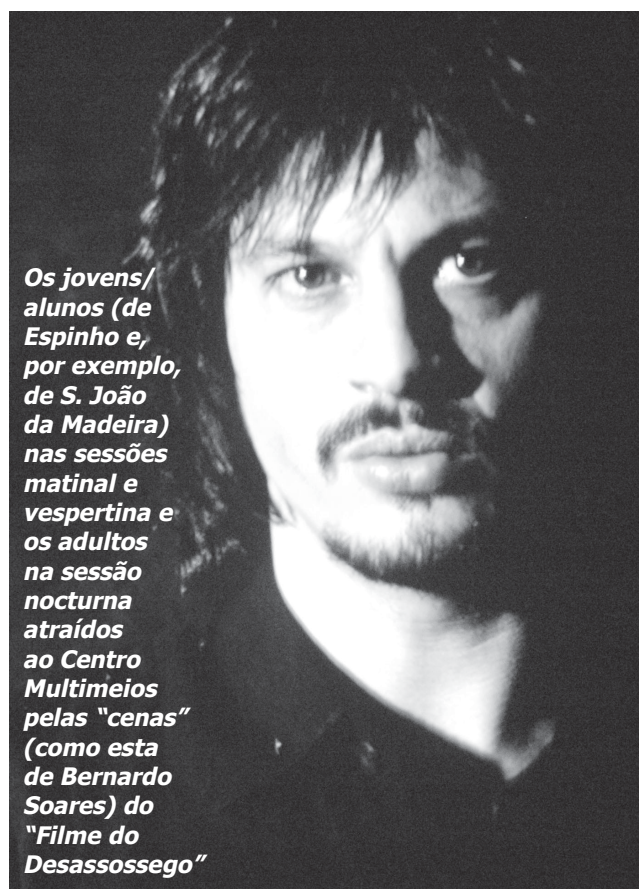 Os jovens/
alunos (de
Espinho e,
por exemplo,
de S. João
da Madeira)
nas sessões
matinal e
vespertina e
os adultos
na sessão
nocturna
atraídos
ao Centro
Multimeios
pelas “cenas”
(como esta
de Bernardo
Soares) do
“Filme do
Desassossego”